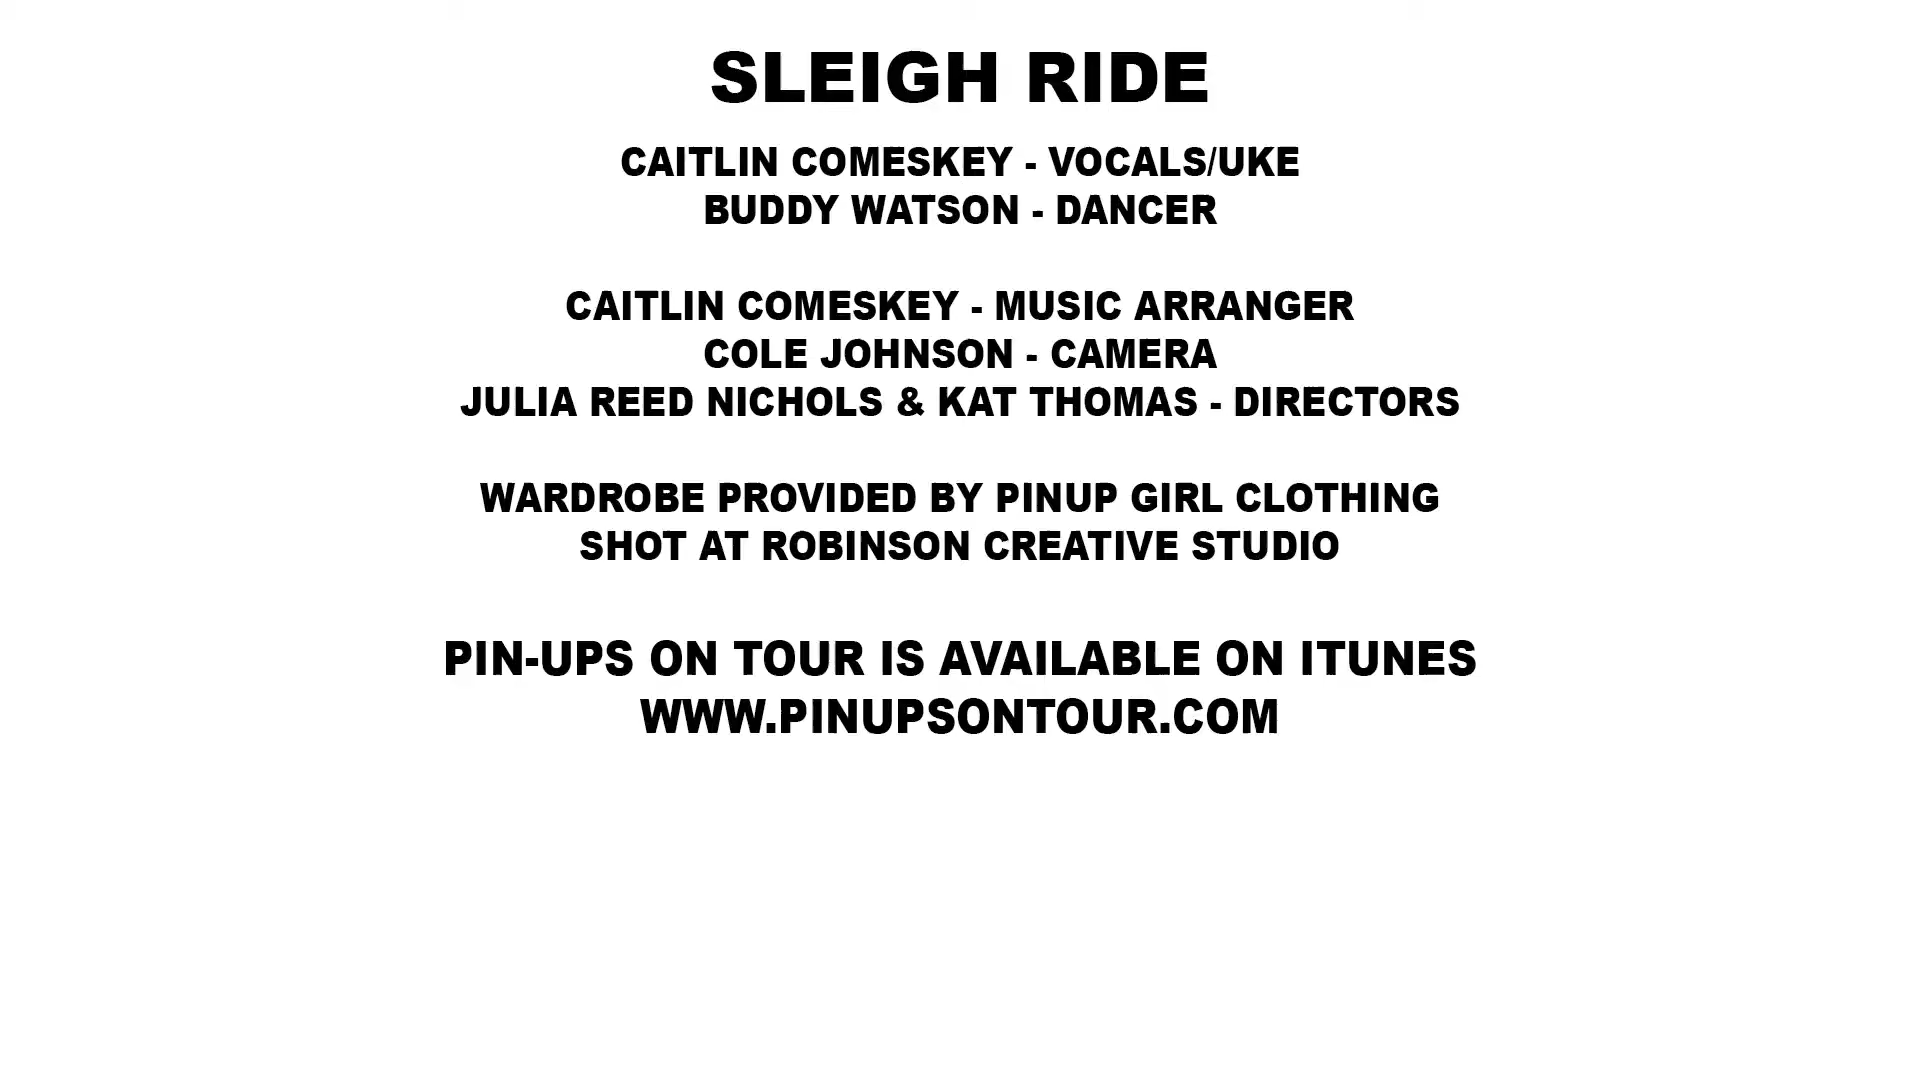 SLEIGH RIDE
CAITLIN COMESKEY - VOCALS/UKE
BUDDY WATSON - DANCER
CAITLIN COMESKEY - MUSIC ARRANGER
COLE JOHNSON - CAMERA
JULIA REED NICHOLS & KAT THOMAS - DIRECTORS
WARDROBE PROVIDED BY PINUP GIRL CLOTHING
SHOT AT ROBINSON CREATIVE STUDIO
PIN-UPS ON TOUR IS AVAILABLE ON ITUNES
WWW.PINUPSONTOUR.COM